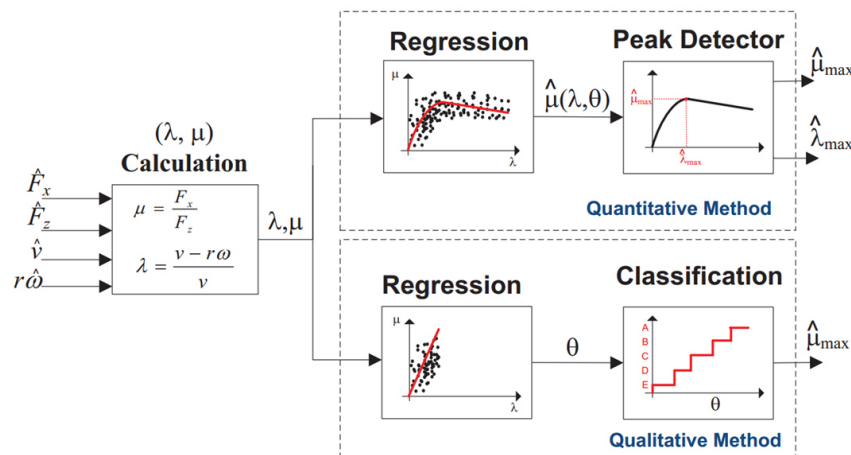 Regression
Peak Detector
μ
λ
μ̂(λ,θ)
μ̂max
λ̂max
μ̂max
λ̂max
Quantitative Method
(λ, μ)
Calculation
F̂x
F̂z
v̂
rω̂
μ = Fx / Fz
λ = v − rω / v
λ,μ
Regression
Classification
μ
λ
θ
A
B
C
D
E
θ
μ̂max
Qualitative Method